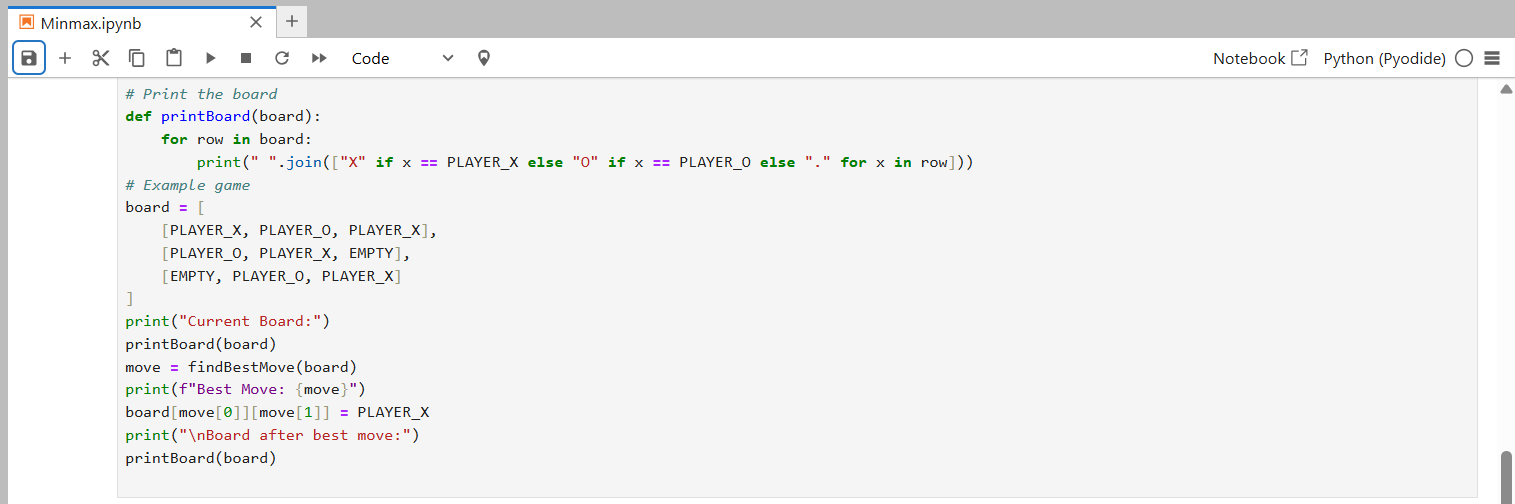 Minmax.ipynb
Code
Notebook
Python (Pyodide)
# Print the board
def printBoard(board):
    for row in board:
        print(" ".join(["X" if x == PLAYER_X else "O" if x == PLAYER_O else "." for x in row]))
# Example game
board = [
    [PLAYER_X, PLAYER_O, PLAYER_X],
    [PLAYER_O, PLAYER_X, EMPTY],
    [EMPTY, PLAYER_O, PLAYER_X]
]
print("Current Board:")
printBoard(board)
move = findBestMove(board)
print(f"Best Move: {move}")
board[move[0]][move[1]] = PLAYER_X
print("\nBoard after best move:")
printBoard(board)